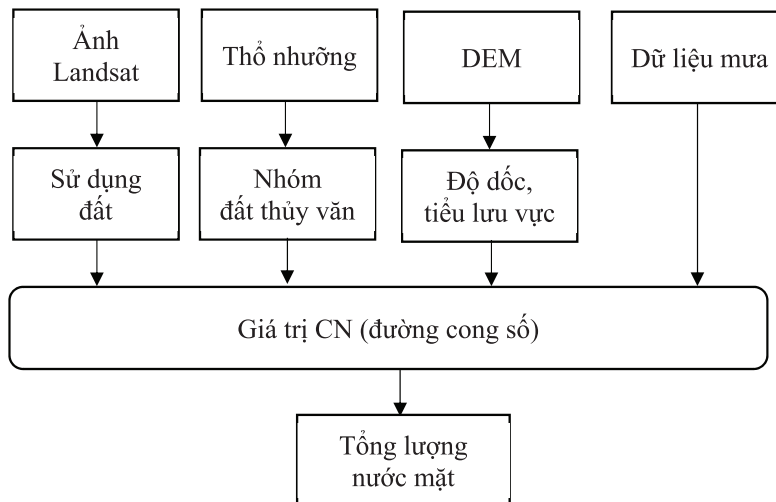 Ảnh
Landsat
Thổ nhưỡng
DEM
Dữ liệu mưa
Sử dụng
đất
Nhóm
đất thủy văn
Độ dốc,
tiểu lưu vực
Giá trị CN (đường cong số)
Tổng lượng
nước mặt